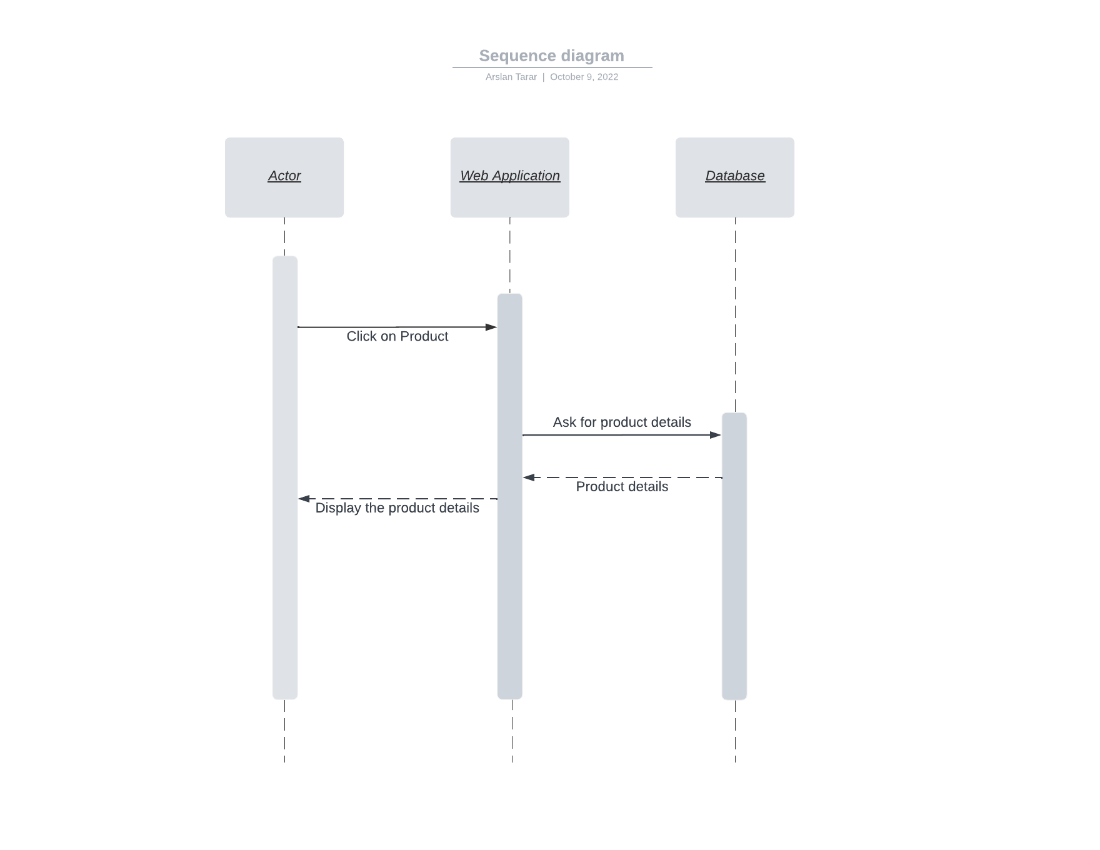 Sequence diagram
Arslan Tarar | October 9, 2022
Actor
Web Application
Database
Click on Product
Ask for product details
Product details
Display the product details